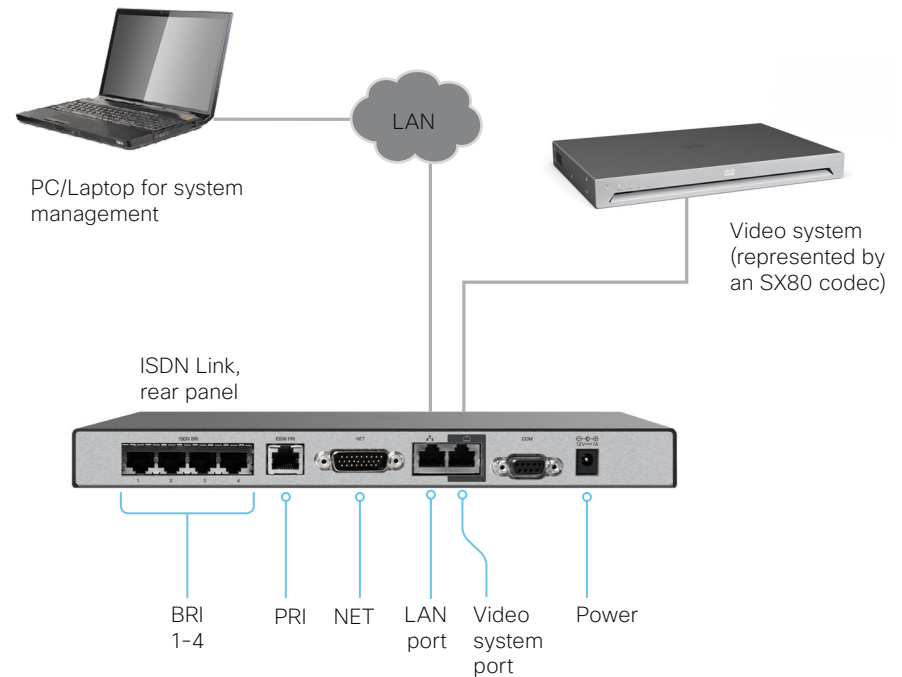 LAN
PC/Laptop for system
management
Video system
(represented by
an SX80 codec)
ISDN Link,
rear panel
ISDN BRI
ISDN PRI
NET
COM
12V⎓1A
1 2 3 4
BRI
1-4
PRI
NET
LAN
port
Video
system
port
Power